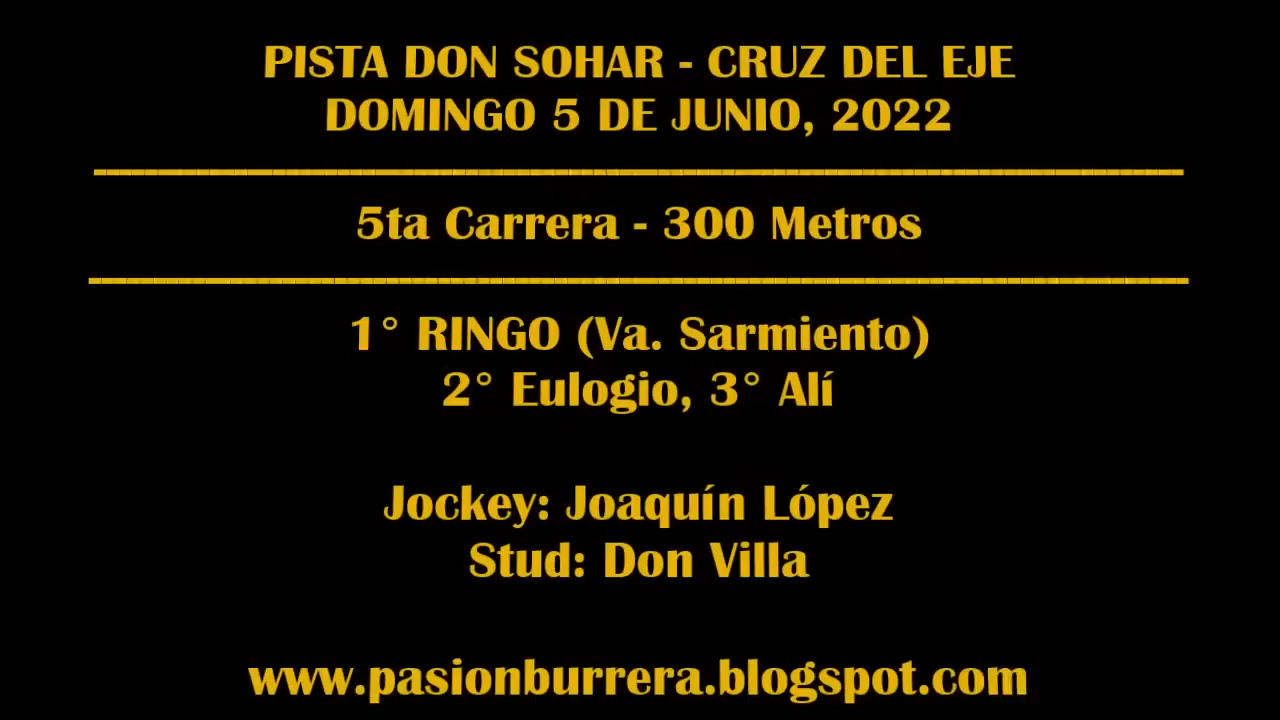 PISTA DON SOHAR - CRUZ DEL EJE
DOMINGO 5 DE JUNIO, 2022
5ta Carrera - 300 Metros
1° RINGO (Va. Sarmiento)
2° Eulogio, 3° Alí
Jockey: Joaquín López
Stud: Don Villa
www.pasionburrera.blogspot.com